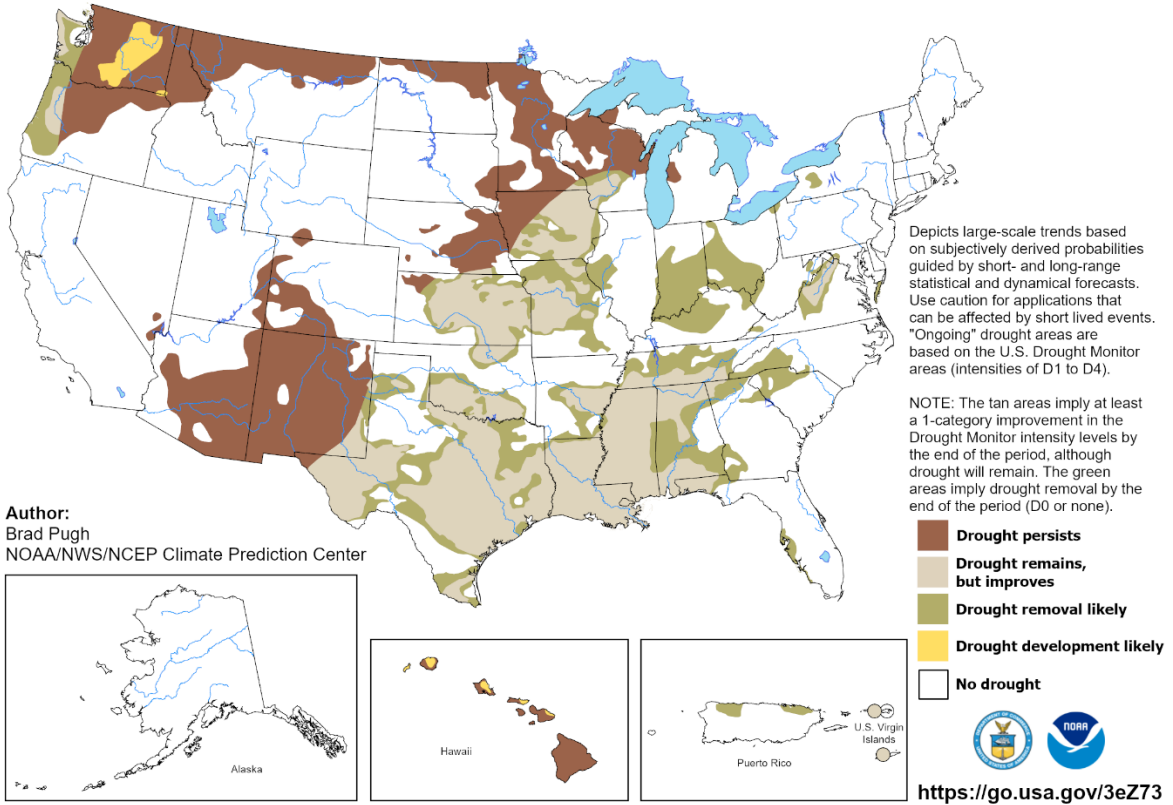 Depicts large-scale trends based
on subjectively derived probabilities
guided by short- and long-range
statistical and dynamical forecasts.
Use caution for applications that
can be affected by short lived events.
"Ongoing" drought areas are
based on the U.S. Drought Monitor
areas (intensities of D1 to D4).
NOTE: The tan areas imply at least
a 1-category improvement in the
Drought Monitor intensity levels by
the end of the period, although
drought will remain. The green
areas imply drought removal by the
end of the period (D0 or none).
Author:
Brad Pugh
NOAA/NWS/NCEP Climate Prediction Center
Drought persists
Drought remains,
but improves
Drought removal likely
Drought development likely
No drought
Alaska
Hawaii
Puerto Rico
U.S. Virgin
Islands
NOAA
https://go.usa.gov/3eZ73